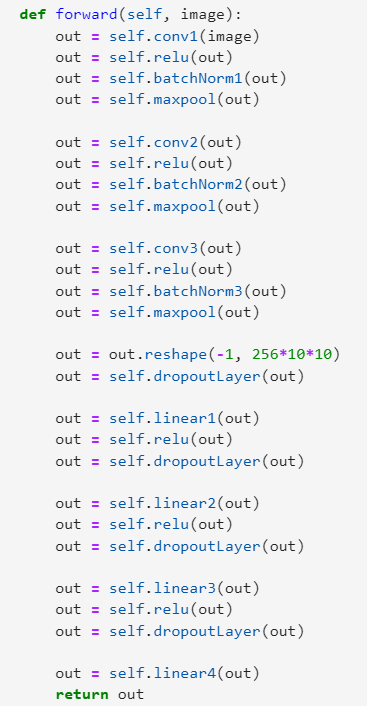 def forward(self, image):
    out = self.conv1(image)
    out = self.relu(out)
    out = self.batchNorm1(out)
    out = self.maxpool(out)

    out = self.conv2(out)
    out = self.relu(out)
    out = self.batchNorm2(out)
    out = self.maxpool(out)

    out = self.conv3(out)
    out = self.relu(out)
    out = self.batchNorm3(out)
    out = self.maxpool(out)

    out = out.reshape(-1, 256*10*10)
    out = self.dropoutLayer(out)

    out = self.linear1(out)
    out = self.relu(out)
    out = self.dropoutLayer(out)

    out = self.linear2(out)
    out = self.relu(out)
    out = self.dropoutLayer(out)

    out = self.linear3(out)
    out = self.relu(out)
    out = self.dropoutLayer(out)

    out = self.linear4(out)
    return out